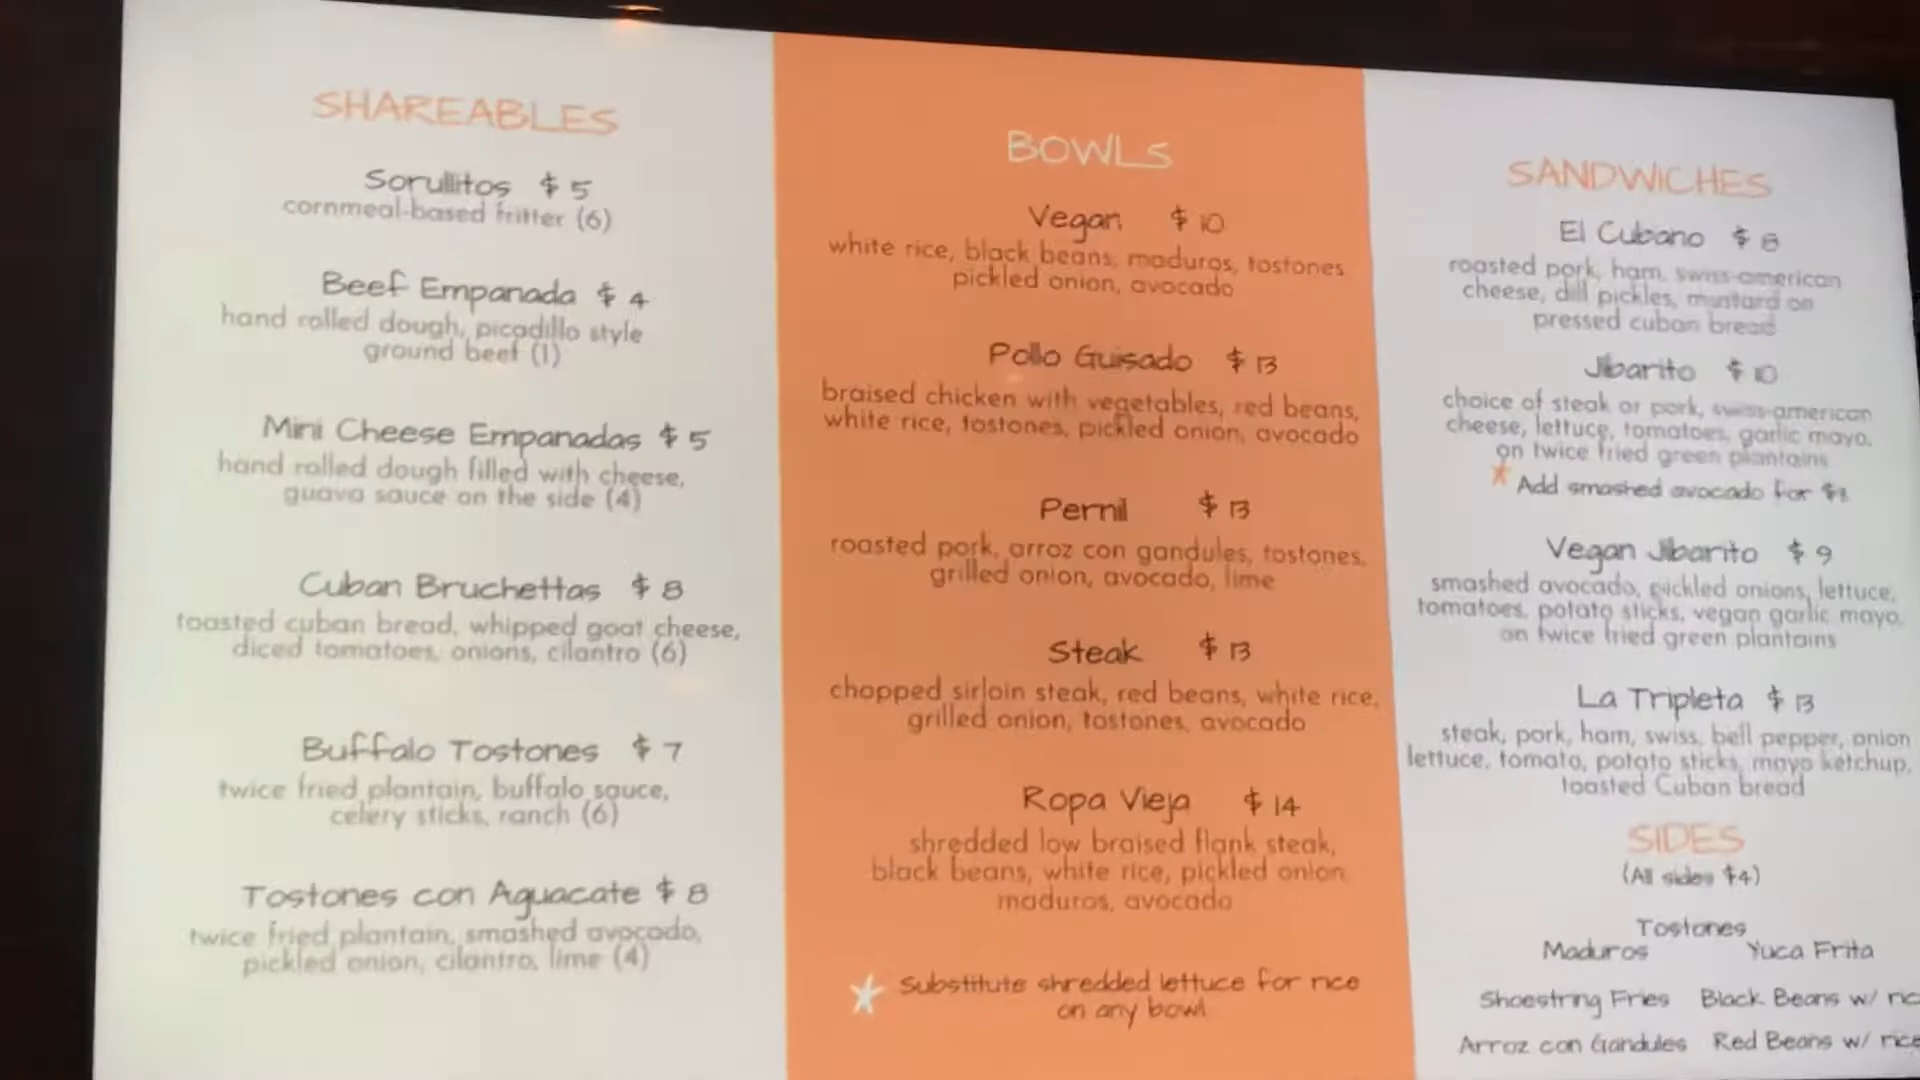 SHAREABLES
Sorullitos $5
cornmeal-based fritter (6)
Beef Empanada $4
hand rolled dough, picadillo style
ground beef (1)
Mini Cheese Empanadas $5
hand rolled dough filled with cheese,
guava sauce on the side (4)
Cuban Bruchettas $8
toasted cuban bread, whipped goat cheese,
diced tomatoes, onions, cilantro (6)
Buffalo Tostones $7
twice fried plantain, buffalo sauce,
celery sticks, ranch (6)
Tostones con Aguacate $8
twice fried plantain, smashed avocado,
pickled onion, cilantro, lime (4)
BOWLS
Vegan $10
white rice, black beans, maduros, tostones
pickled onion, avocado
Pollo Guisado $13
braised chicken with vegetables, red beans,
white rice, tostones, pickled onion, avocado
Pernil $13
roasted pork, arroz con gandules, tostones,
grilled onion, avocado, lime
Steak $13
chopped sirloin steak, red beans, white rice,
grilled onion, tostones, avocado
Ropa Vieja $14
shredded low braised flank steak,
black beans, white rice, pickled onion
maduros, avocado
Substitute shredded lettuce for rice
on any bowl
SANDWICHES
El Cubano $8
roasted pork, ham, swiss-american
cheese, dill pickles, mustard on
pressed cuban bread
Jibarito $10
choice of steak or pork, swiss-american
cheese, lettuce, tomatoes, garlic mayo,
on twice fried green plantains
* Add smashed avocado for
Vegan Jibarito $9
smashed avocado, pickled onions, lettuce,
tomatoes, potato sticks, vegan garlic mayo,
on twice fried green plantains
La Tripleta $13
steak, pork, ham, swiss, bell pepper, onion
lettuce, tomato, potato sticks, mayo ketchup,
toasted Cuban bread
SIDES
(All sides $4)
Tostones
Maduros Yuca Frita
Shoestring Fries Black Beans w/ ric
Arroz con Gandules Red Beans w/ rice